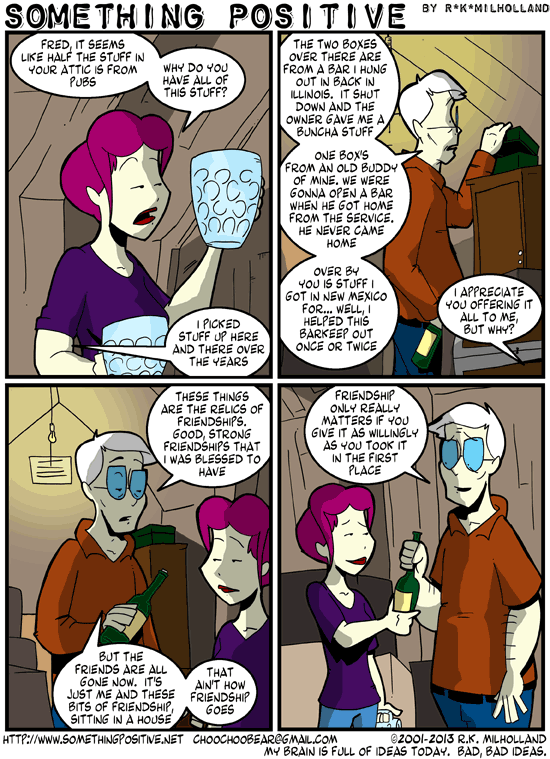 SOMETHING POSITIVE BY R*K*MILHOLLAND
FRED, IT SEEMS
LIKE HALF THE STUFF IN
YOUR ATTIC IS FROM
PUBS
WHY DO YOU
HAVE ALL OF
THIS STUFF?
I PICKED
STUFF UP HERE
AND THERE OVER
THE YEARS
THE TWO BOXES
OVER THERE ARE
FROM A BAR I HUNG
OUT IN BACK IN
ILLINOIS. IT SHUT
DOWN AND THE
OWNER GAVE ME A
BUNCHA STUFF
ONE BOX'S
FROM AN OLD BUDDY
OF MINE. WE WERE
GONNA OPEN A BAR
WHEN HE GOT HOME
FROM THE SERVICE.
HE NEVER CAME
HOME
OVER BY
YOU IS STUFF I
GOT IN NEW MEXICO
FOR... WELL, I
HELPED THIS
BARKEEP OUT
ONCE OR TWICE
I APPRECIATE
YOU OFFERING IT
ALL TO ME,
BUT WHY?
THESE THINGS
ARE THE RELICS OF
FRIENDSHIPS.
GOOD, STRONG
FRIENDSHIPS THAT
I WAS BLESSED TO
HAVE
BUT THE
FRIENDS ARE ALL
GONE NOW. IT'S
JUST ME AND THESE
BITS OF FRIENDSHIP,
SITTING IN A HOUSE
THAT
AIN'T HOW
FRIENDSHIP
GOES
FRIENDSHIP
ONLY REALLY
MATTERS IF YOU
GIVE IT AS WILLINGLY
AS YOU TOOK IT
IN THE FIRST
PLACE
HTTP://WWW.SOMETHINGPOSITIVE.NET CHOOCHOOBEAR@GMAIL.COM ©2001-2013 R.K. MILHOLLAND
MY BRAIN IS FULL OF IDEAS TODAY. BAD, BAD IDEAS.